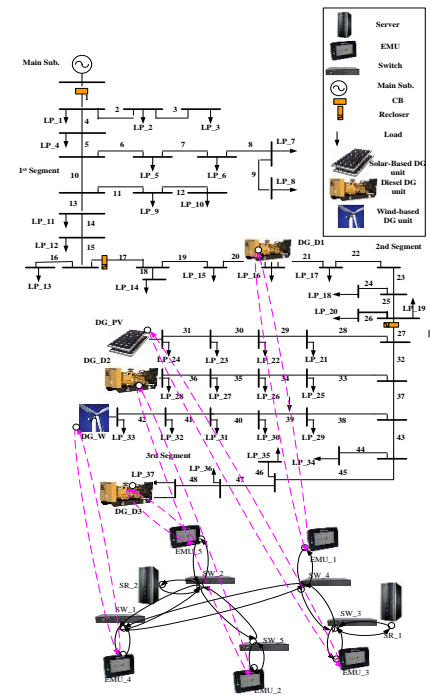 Server
EMU
Switch
Main Sub.
CB
Recloser
Load
Solar-Based DG
unit
Diesel DG
unit
Wind-based
DG unit
Main Sub.
1
LP_1 4 2 3
LP_2 LP_3
LP_4 5
6 7 8 LP_7
1st Segment LP_5 LP_6
10 9
LP_8
11 12
13 LP_9 LP_10
LP_11 14
LP_12 15
DG_D1 2nd Segment
16 17 19 20 21 22
LP_13 18 LP_15 LP_16 LP_17 23
LP_14 24
LP_18 25 LP_19
LP_20 26
DG_PV
31 30 29 28 27
LP_24 LP_23 LP_22 LP_21
DG_D2 32
36 35 34 33
LP_28 LP_27 LP_26 LP_25
37
42 41 40 39 38
DG_W LP_33 LP_32 LP_31 LP_30 LP_29
43
3rd Segment LP_35 44
LP_37 LP_36 LP_34
46 45
48 47
DG_D3
EMU_5 EMU_1
SR_2 SW_2 SW_4
SW_1 SW_3
SR_1
SW_5
EMU_4 EMU_2 EMU_3